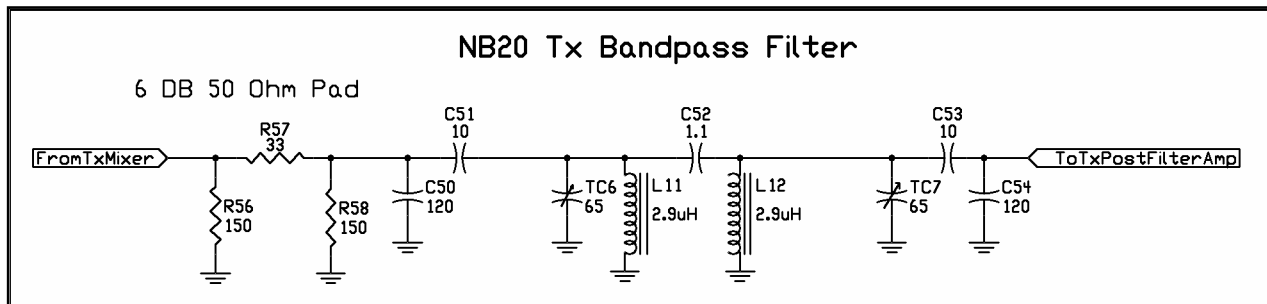 NB20 Tx Bandpass Filter
6 DB 50 Ohm Pad
FromTxMixer
R57
33
R56
150
R58
150
C50
120
C51
10
TC6
65
L11
2.9uH
C52
1.1
L12
2.9uH
TC7
65
C53
10
C54
120
ToTxPostFilterAmp